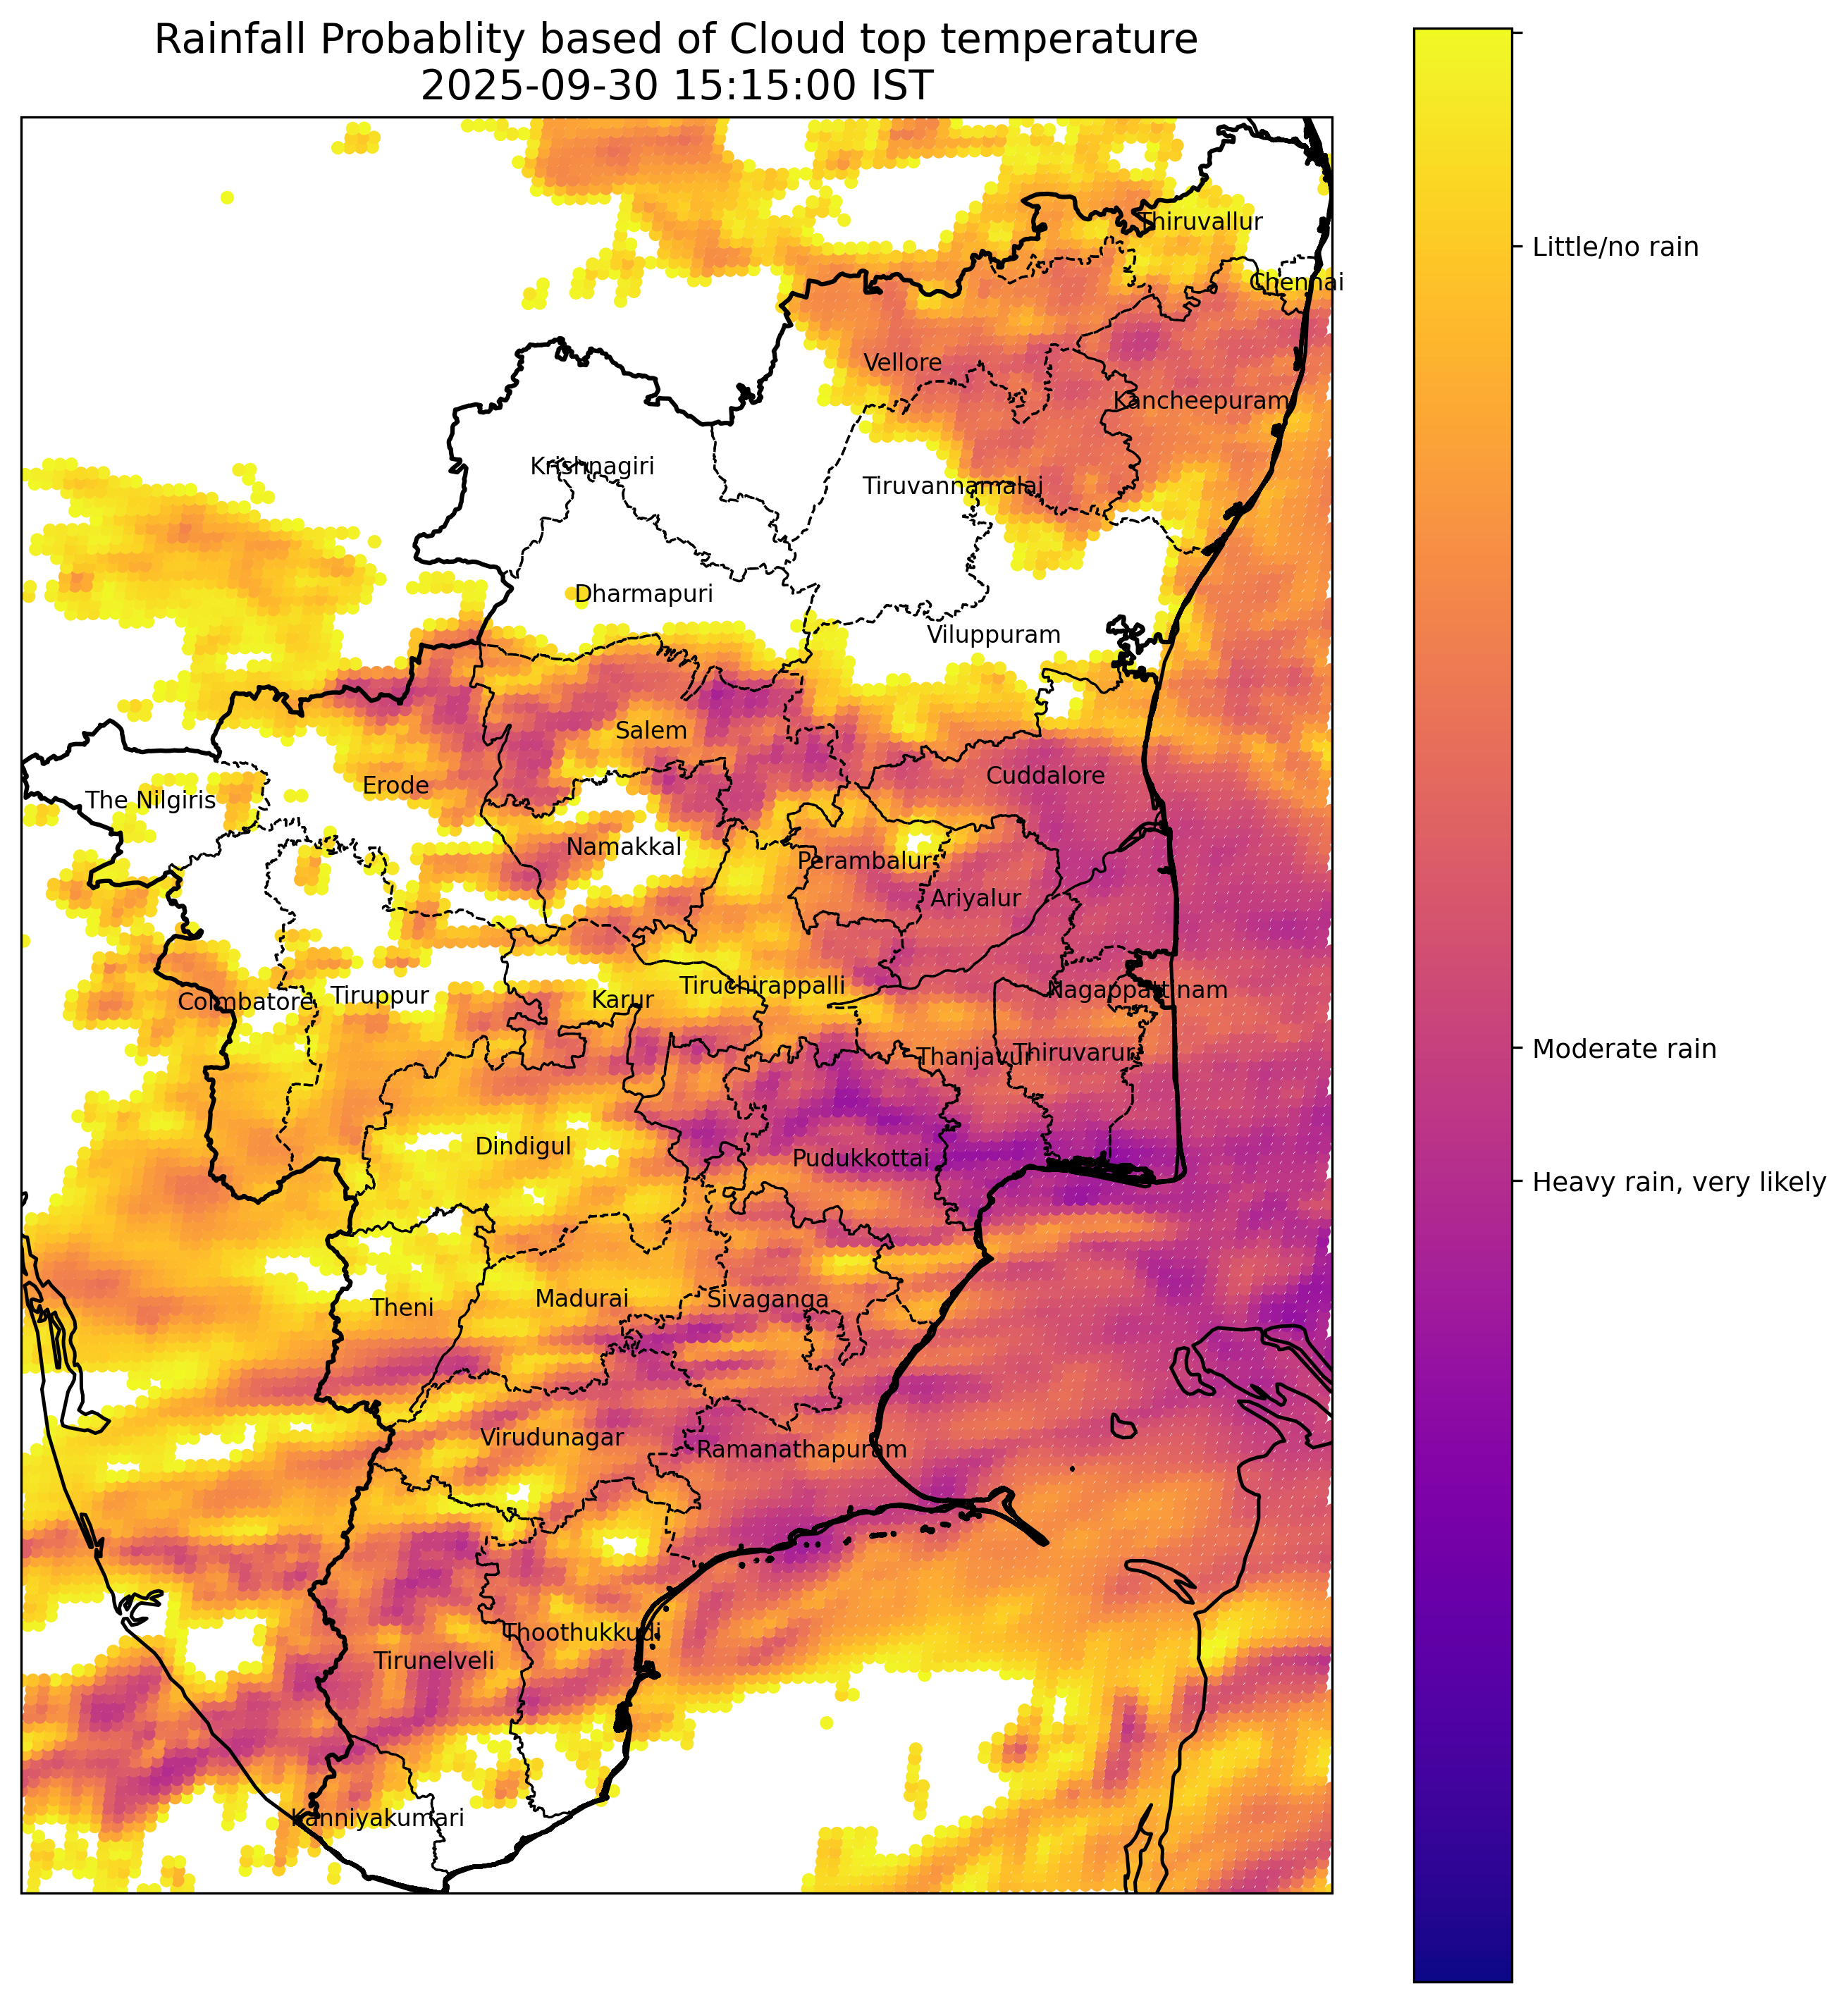 Rainfall Probablity based of Cloud top temperature
2025-09-30 15:15:00 IST
Thiruvallur
Chennai
Vellore
Kancheepuram
Krishnagiri
Tiruvannamalai
Dharmapuri
Viluppuram
Salem
Cuddalore
Erode
The Nilgiris
Namakkal
Perambalur
Ariyalur
Tiruchirappalli
Nagappattinam
Coimbatore
Tiruppur
Karur
Thanjavur
Thiruvarur
Dindigul
Pudukkottai
Theni
Madurai
Sivaganga
Virudunagar
Ramanathapuram
Thoothukkudi
Tirunelveli
Kanniyakumari
Little/no rain
Moderate rain
Heavy rain, very likely